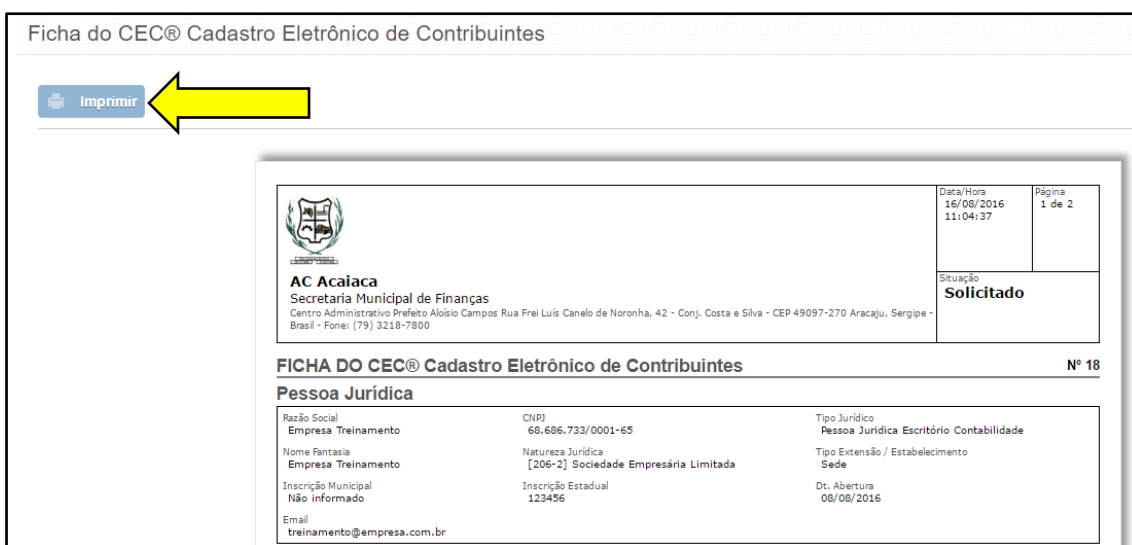 Ficha do CEC® Cadastro Eletrônico de Contribuintes
Imprimir
Data/Hora
16/08/2016
11:04:37
Página
1 de 2
AC Acaiaca
Secretaria Municipal de Finanças
Centro Administrativo Prefeito Aloísio Campos Rua Frei Luís Canelo de Noronha, 42 - Conj. Costa e Silva - CEP 49097-270 Aracaju, Sergipe -
Brasil - Fone: (79) 3218-7800
Situação
Solicitado
FICHA DO CEC® Cadastro Eletrônico de Contribuintes Nº 18
Pessoa Jurídica
Razão Social CNPJ Tipo Jurídico
Empresa Treinamento 68.686.733/0001-65 Pessoa Juridica Escritório Contabilidade
Nome Fantasia Natureza Jurídica Tipo Extensão / Estabelecimento
Empresa Treinamento [206-2] Sociedade Empresária Limitada Sede
Inscrição Municipal Inscrição Estadual Dt. Abertura
Não informado 123456 08/08/2016
Email
treinamento@empresa.com.br